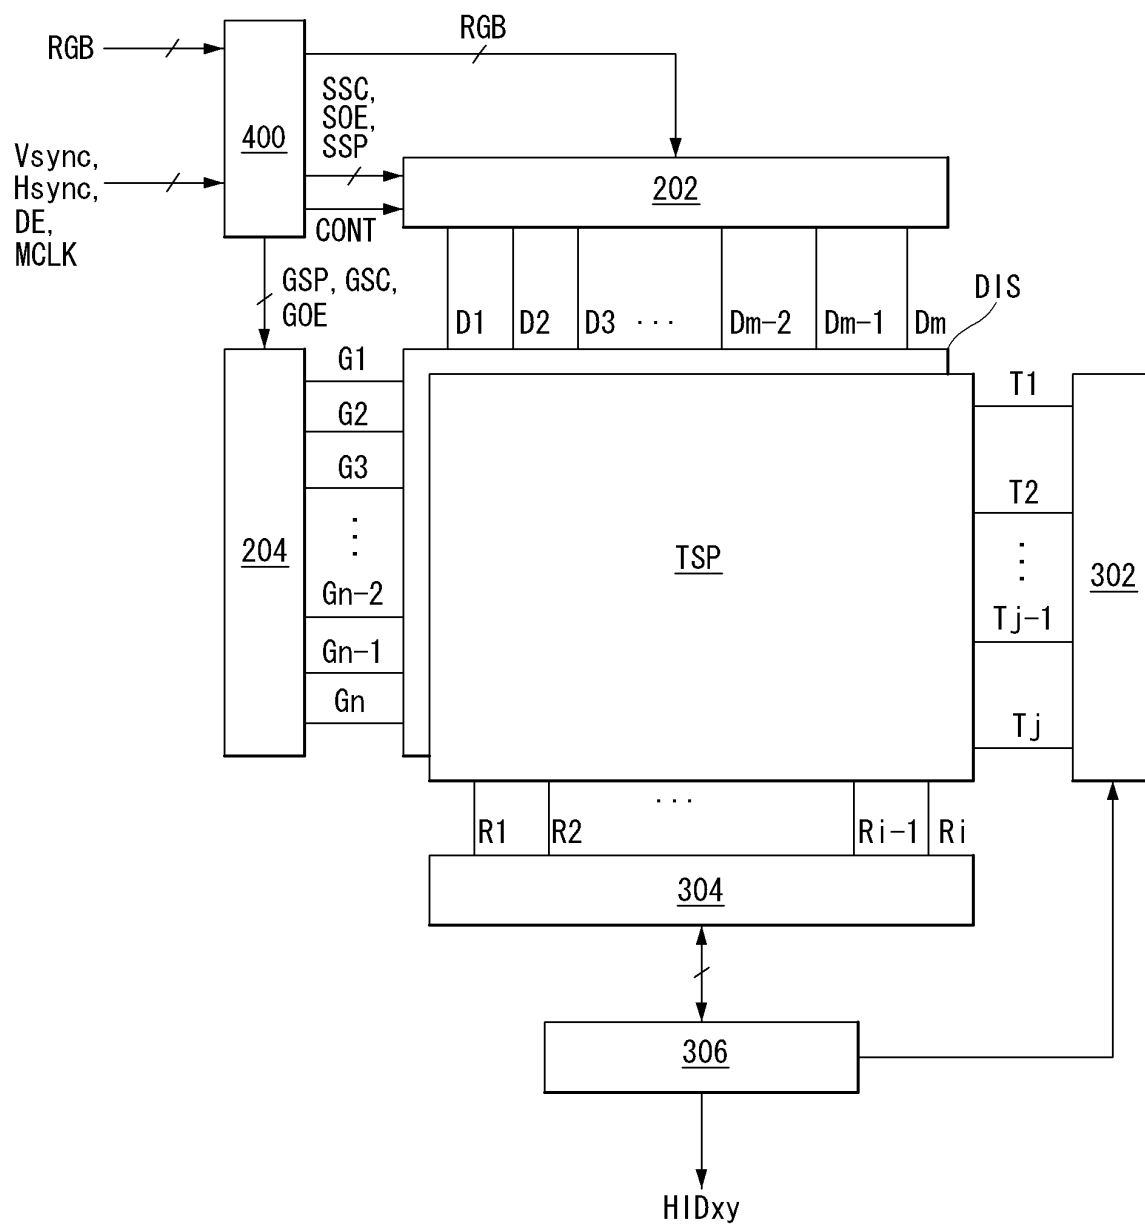 RGB
RGB
SSC,
SOE,
SSP
400
Vsync,
Hsync,
DE,
MCLK
202
CONT
GSP, GSC,
GOE
DIS
D1 D2 D3 ... Dm-2 Dm-1 Dm
G1
T1
G2
G3
T2
⋮
204
TSP
⋮
302
Gn-2
Tj-1
Gn-1
Gn
Tj
...
R1 R2 Ri-1 Ri
304
306
HIDxy